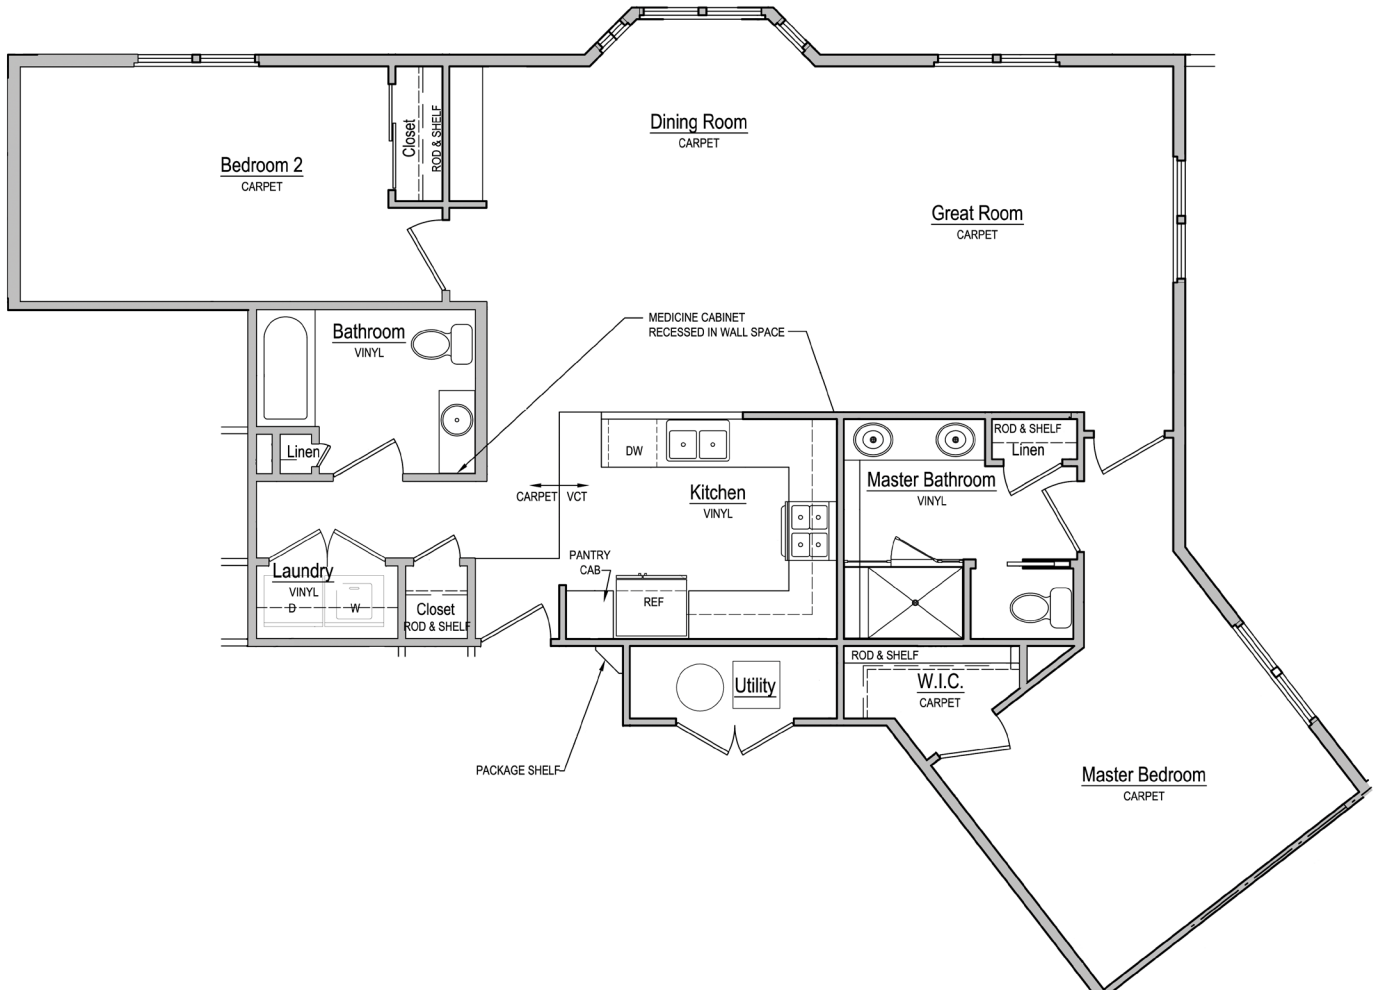 Dining Room
CARPET
Closet
ROD & SHELF
Bedroom 2
CARPET
Great Room
CARPET
MEDICINE CABINET
RECESSED IN WALL SPACE
Bathroom
VINYL
Linen
ROD & SHELF
Linen
DW
Kitchen
VINYL
CARPET
VCT
Master Bathroom
VINYL
PANTRY
CAB
REF
Laundry
VINYL
D
W
Closet
ROD & SHELF
ROD & SHELF
W.I.C.
CARPET
Utility
PACKAGE SHELF
Master Bedroom
CARPET